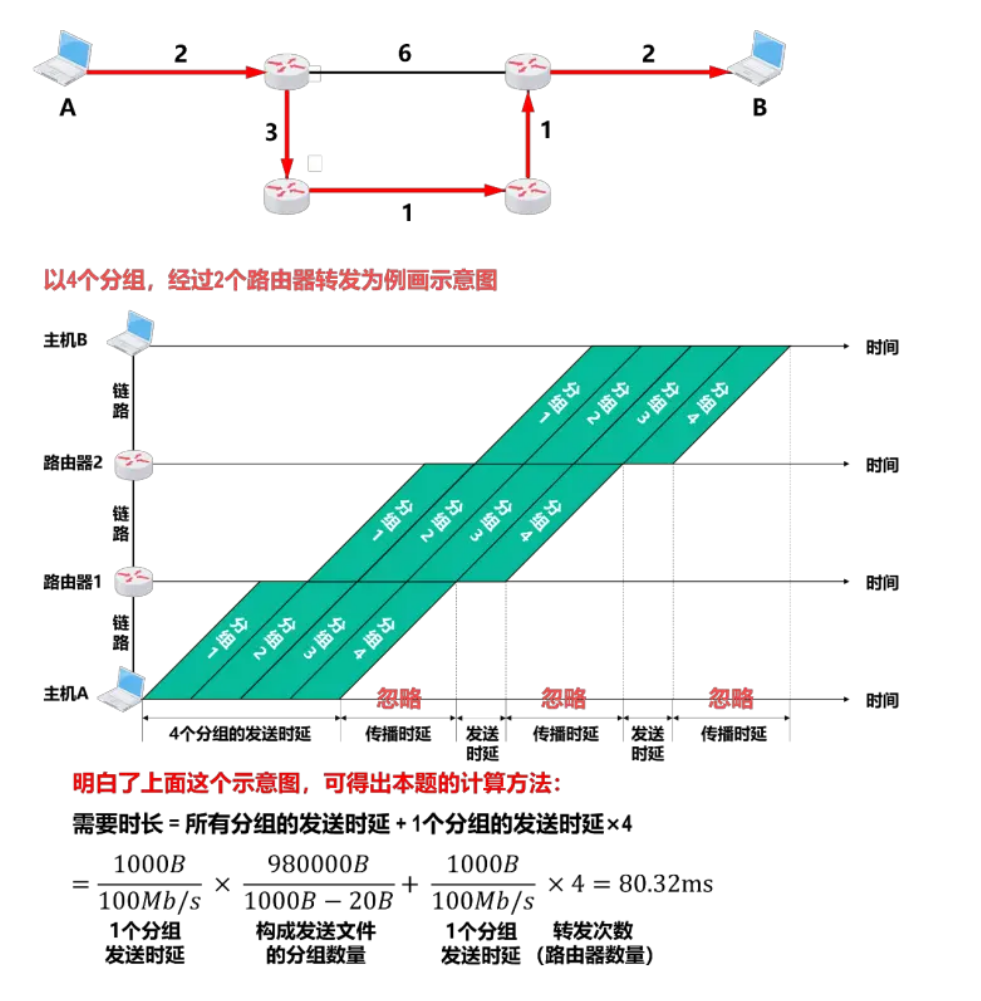 2 6 2
A B
3 1
1
以4个分组，经过2个路由器转发为例画示意图
主机B 时间
链路
分组1 分组2 分组3 分组4
路由器2 时间
链路
分组1 分组2 分组3 分组4
路由器1 时间
链路
分组1 分组2 分组3 分组4
主机A 忽略 忽略 忽略 时间
4个分组的发送时延 传播时延 发送时延 传播时延 发送时延 传播时延
明白了上面这个示意图，可得出本题的计算方法：
需要时长 = 所有分组的发送时延 + 1个分组的发送时延×4
= 1000B/100Mb/s × 980000B/1000B − 20B + 1000B/100Mb/s × 4 = 80.32ms
1个分组 构成发送文件 1个分组 转发次数
发送时延 的分组数量 发送时延 （路由器数量）